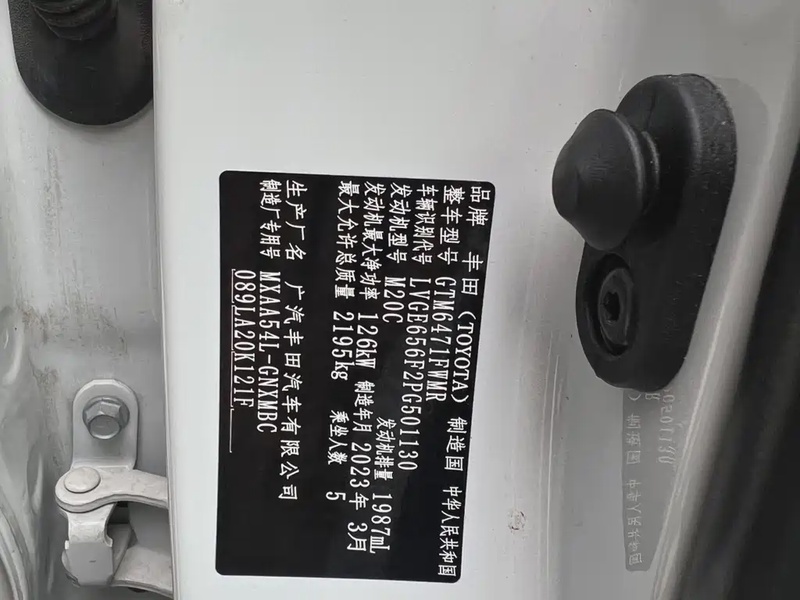 品牌 丰田（TOYOTA） 制造国 中华人民共和国
整车型号 GTM6471FWMR
车辆识别代号 LVGE656F2PG501130
发动机型号 M20C 发动机排量 1987mL
发动机最大净功率 126kW 制造年月 2023年 3月
最大允许总质量 2195kg 乘坐人数 5
生产厂名 广汽丰田汽车有限公司
制造厂专用号 MXAA54L-GNXMBC
089LA20K121F